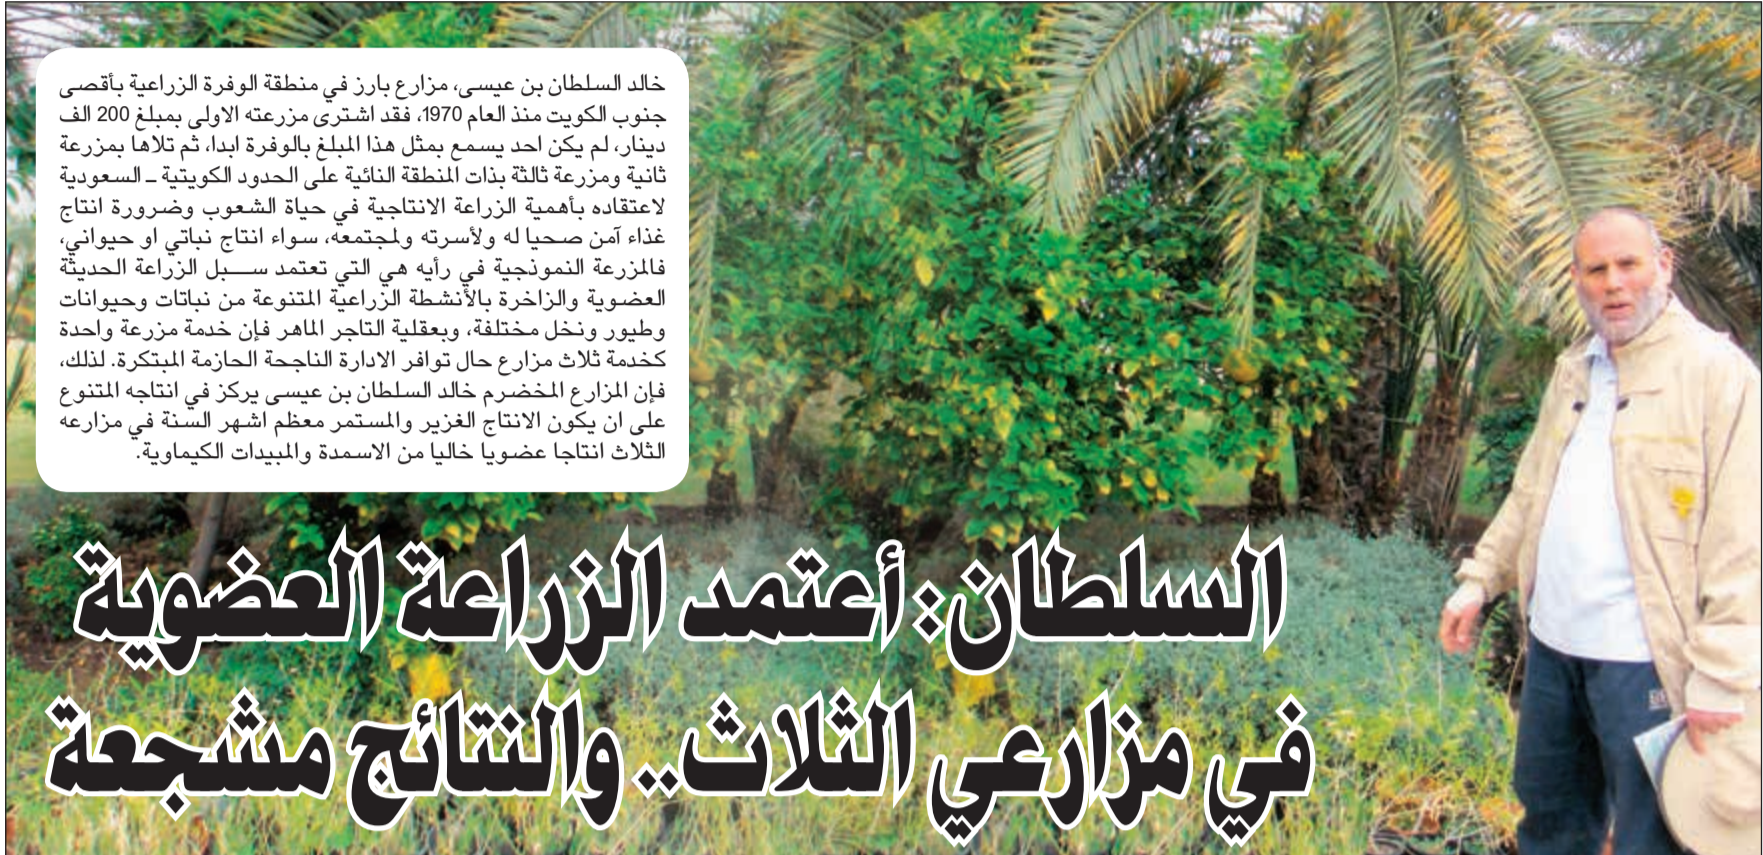 خالد السلطان بن عيسى، مزارع بارز في منطقة الوفرة الزراعية بأقصى
جنوب الكويت منذ العام 1970، فقد اشترى مزرعته الاولى بمبلغ 200 الف
دينار، لم يكن احد يسمع بمثل هذا المبلغ بالوفرة ابدا، ثم تلاها بمزرعة
ثانية ومزرعة ثالثة بذات المنطقة النائية على الحدود الكويتية ـ السعودية
لاعتقاده بأهمية الزراعة الانتاجية في حياة الشعوب وضرورة انتاج
غذاء آمن صحيا له ولأسرته ولمجتمعه، سواء انتاج نباتي او حيواني،
فالمزرعة النموذجية في رأيه هي التي تعتمد ســبل الزراعة الحديثة
العضوية والزاخرة بالأنشطة الزراعية المتنوعة من نباتات وحيوانات
وطيور ونخل مختلفة، وبعقلية التاجر الماهر فإن خدمة مزرعة واحدة
كخدمة ثلاث مزارع حال توافر الادارة الناجحة الحازمة المبتكرة. لذلك،
فإن المزارع المخضرم خالد السلطان بن عيسى يركز في انتاجه المتنوع
على ان يكون الانتاج الغزير والمستمر معظم اشهر السنة في مزارعه
الثلاث انتاجا عضويا خاليا من الاسمدة والمبيدات الكيماوية.
السلطان: أعتمد الزراعة العضوية
في مزارعي الثلاث.. والنتائج مشجعة